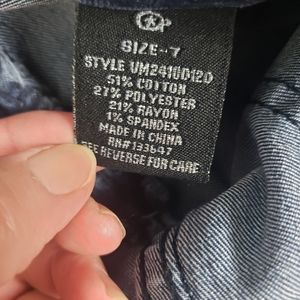 SIZE-7
STYLE UM2410D120
51% COTTON
27% POLYESTER
21% RAYON
1% SPANDEX
MADE IN CHINA
RN#133647
SEE REVERSE FOR CARE